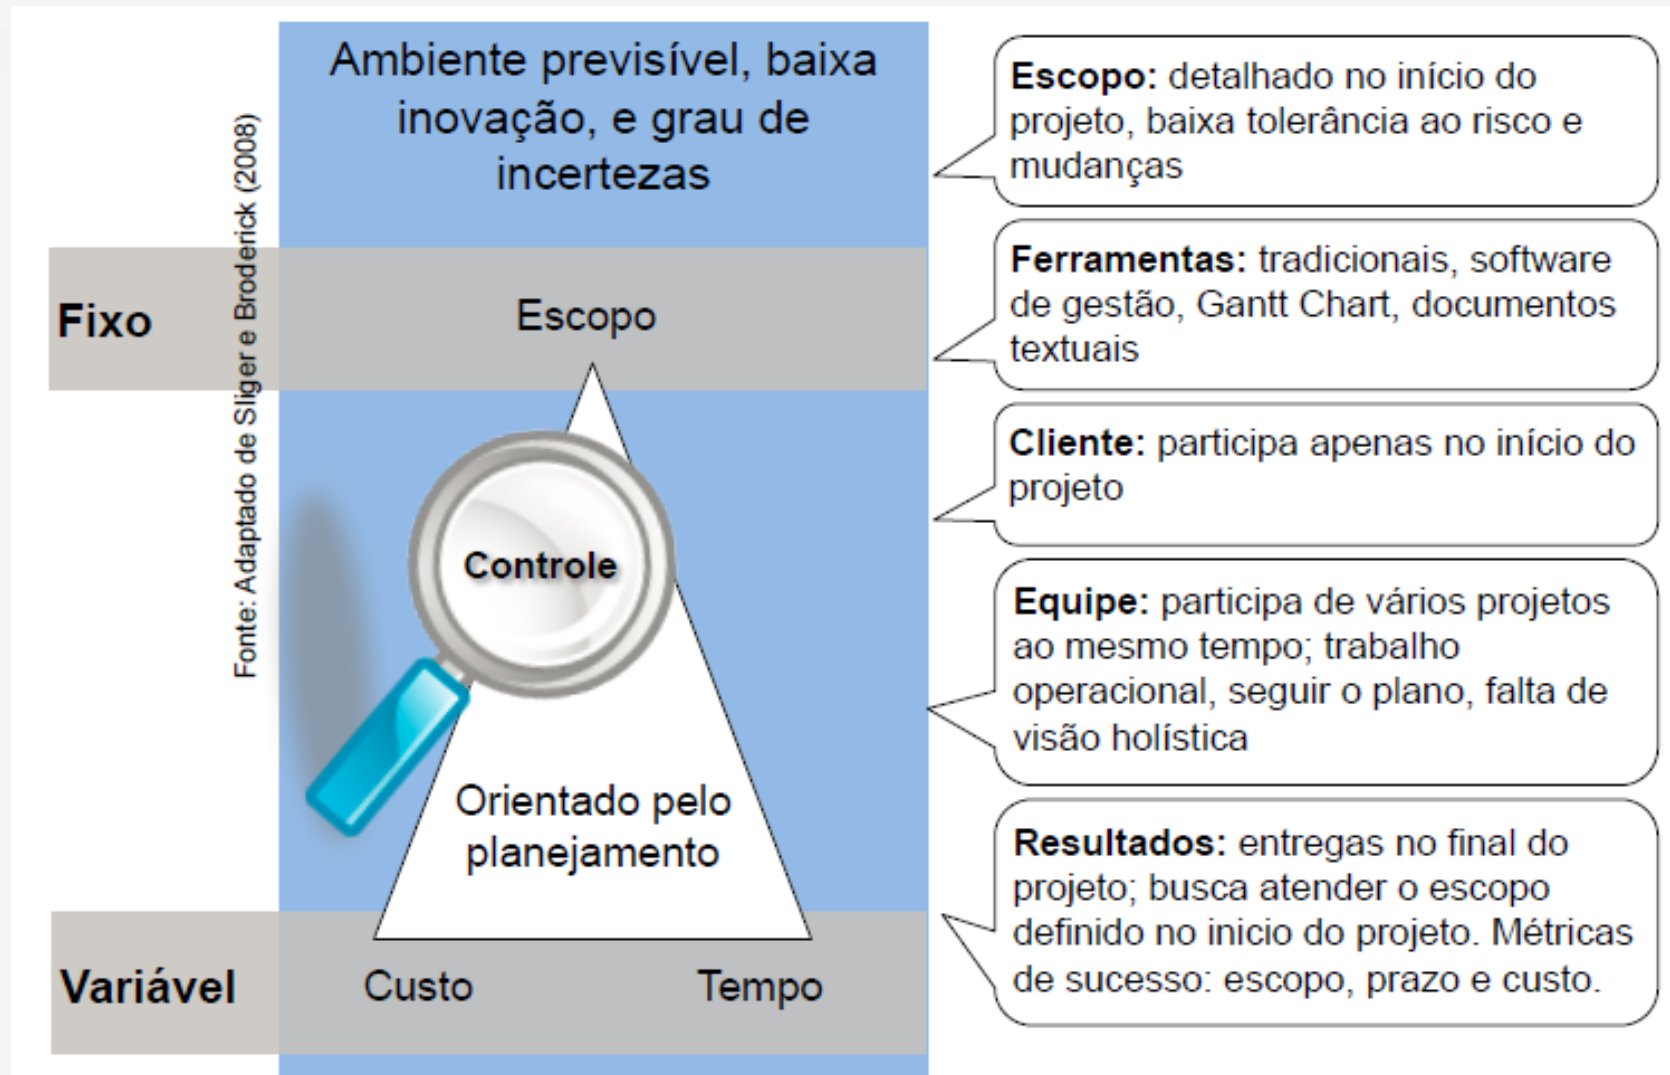 Ambiente previsível, baixa
inovação, e grau de
incertezas
Fonte: Adaptado de Sliger e Broderick (2008)
Fixo
Escopo
Controle
Orientado pelo
planejamento
Variável
Custo
Tempo
Escopo: detalhado no início do
projeto, baixa tolerância ao risco e
mudanças
Ferramentas: tradicionais, software
de gestão, Gantt Chart, documentos
textuais
Cliente: participa apenas no início do
projeto
Equipe: participa de vários projetos
ao mesmo tempo; trabalho
operacional, seguir o plano, falta de
visão holística
Resultados: entregas no final do
projeto; busca atender o escopo
definido no inicio do projeto. Métricas
de sucesso: escopo, prazo e custo.